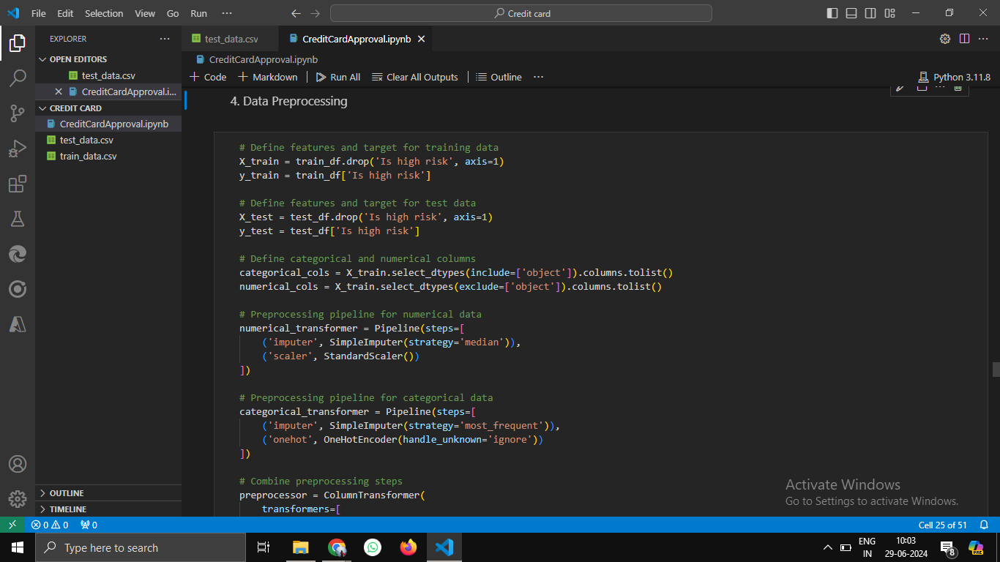 File Edit Selection View Go Run ···
Credit card
EXPLORER ···
OPEN EDITORS
test_data.csv
CreditCardApproval.i...
CREDIT CARD
CreditCardApproval.ipynb
test_data.csv
train_data.csv
OUTLINE
TIMELINE
test_data.csv
CreditCardApproval.ipynb
CreditCardApproval.ipynb
+ Code + Markdown Run All Clear All Outputs Outline ··· Python 3.11.8
4. Data Preprocessing
# Define features and target for training data
X_train = train_df.drop('Is high risk', axis=1)
y_train = train_df['Is high risk']
# Define features and target for test data
X_test = test_df.drop('Is high risk', axis=1)
y_test = test_df['Is high risk']
# Define categorical and numerical columns
categorical_cols = X_train.select_dtypes(include=['object']).columns.tolist()
numerical_cols = X_train.select_dtypes(exclude=['object']).columns.tolist()
# Preprocessing pipeline for numerical data
numerical_transformer = Pipeline(steps=[
('imputer', SimpleImputer(strategy='median')),
('scaler', StandardScaler())
])
# Preprocessing pipeline for categorical data
categorical_transformer = Pipeline(steps=[
('imputer', SimpleImputer(strategy='most_frequent')),
('onehot', OneHotEncoder(handle_unknown='ignore'))
])
# Combine preprocessing steps
preprocessor = ColumnTransformer(
transformers=[
Activate Windows
Go to Settings to activate Windows.
0 0 0 Cell 25 of 51
Type here to search
ENG
IN
10:03
29-06-2024
8
PRE